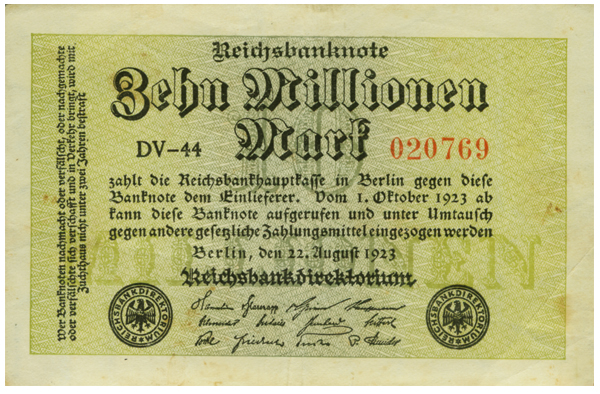 Reichsbanknote
Zehn Millionen
Mark
DV-44 020769
zahlt die Reichsbankhauptkasse in Berlin gegen diese
Banknote dem Einlieferer. Vom 1. Oktober 1923 ab
kann diese Banknote aufgerufen und unter Umtausch
gegen andere gesetzliche Zahlungsmittel eingezogen werden
Berlin, den 22. August 1923
Reichsbankdirektorium
Wer Banknoten nachmacht oder verfälscht, oder nachgemachte
oder verfälschte sich verschafft und in Verkehr bringt, wird mit
Zuchthaus nicht unter zwei Jahren bestraft
REICHSBANKDIREKTORIUM
REICHSBANKDIREKTORIUM